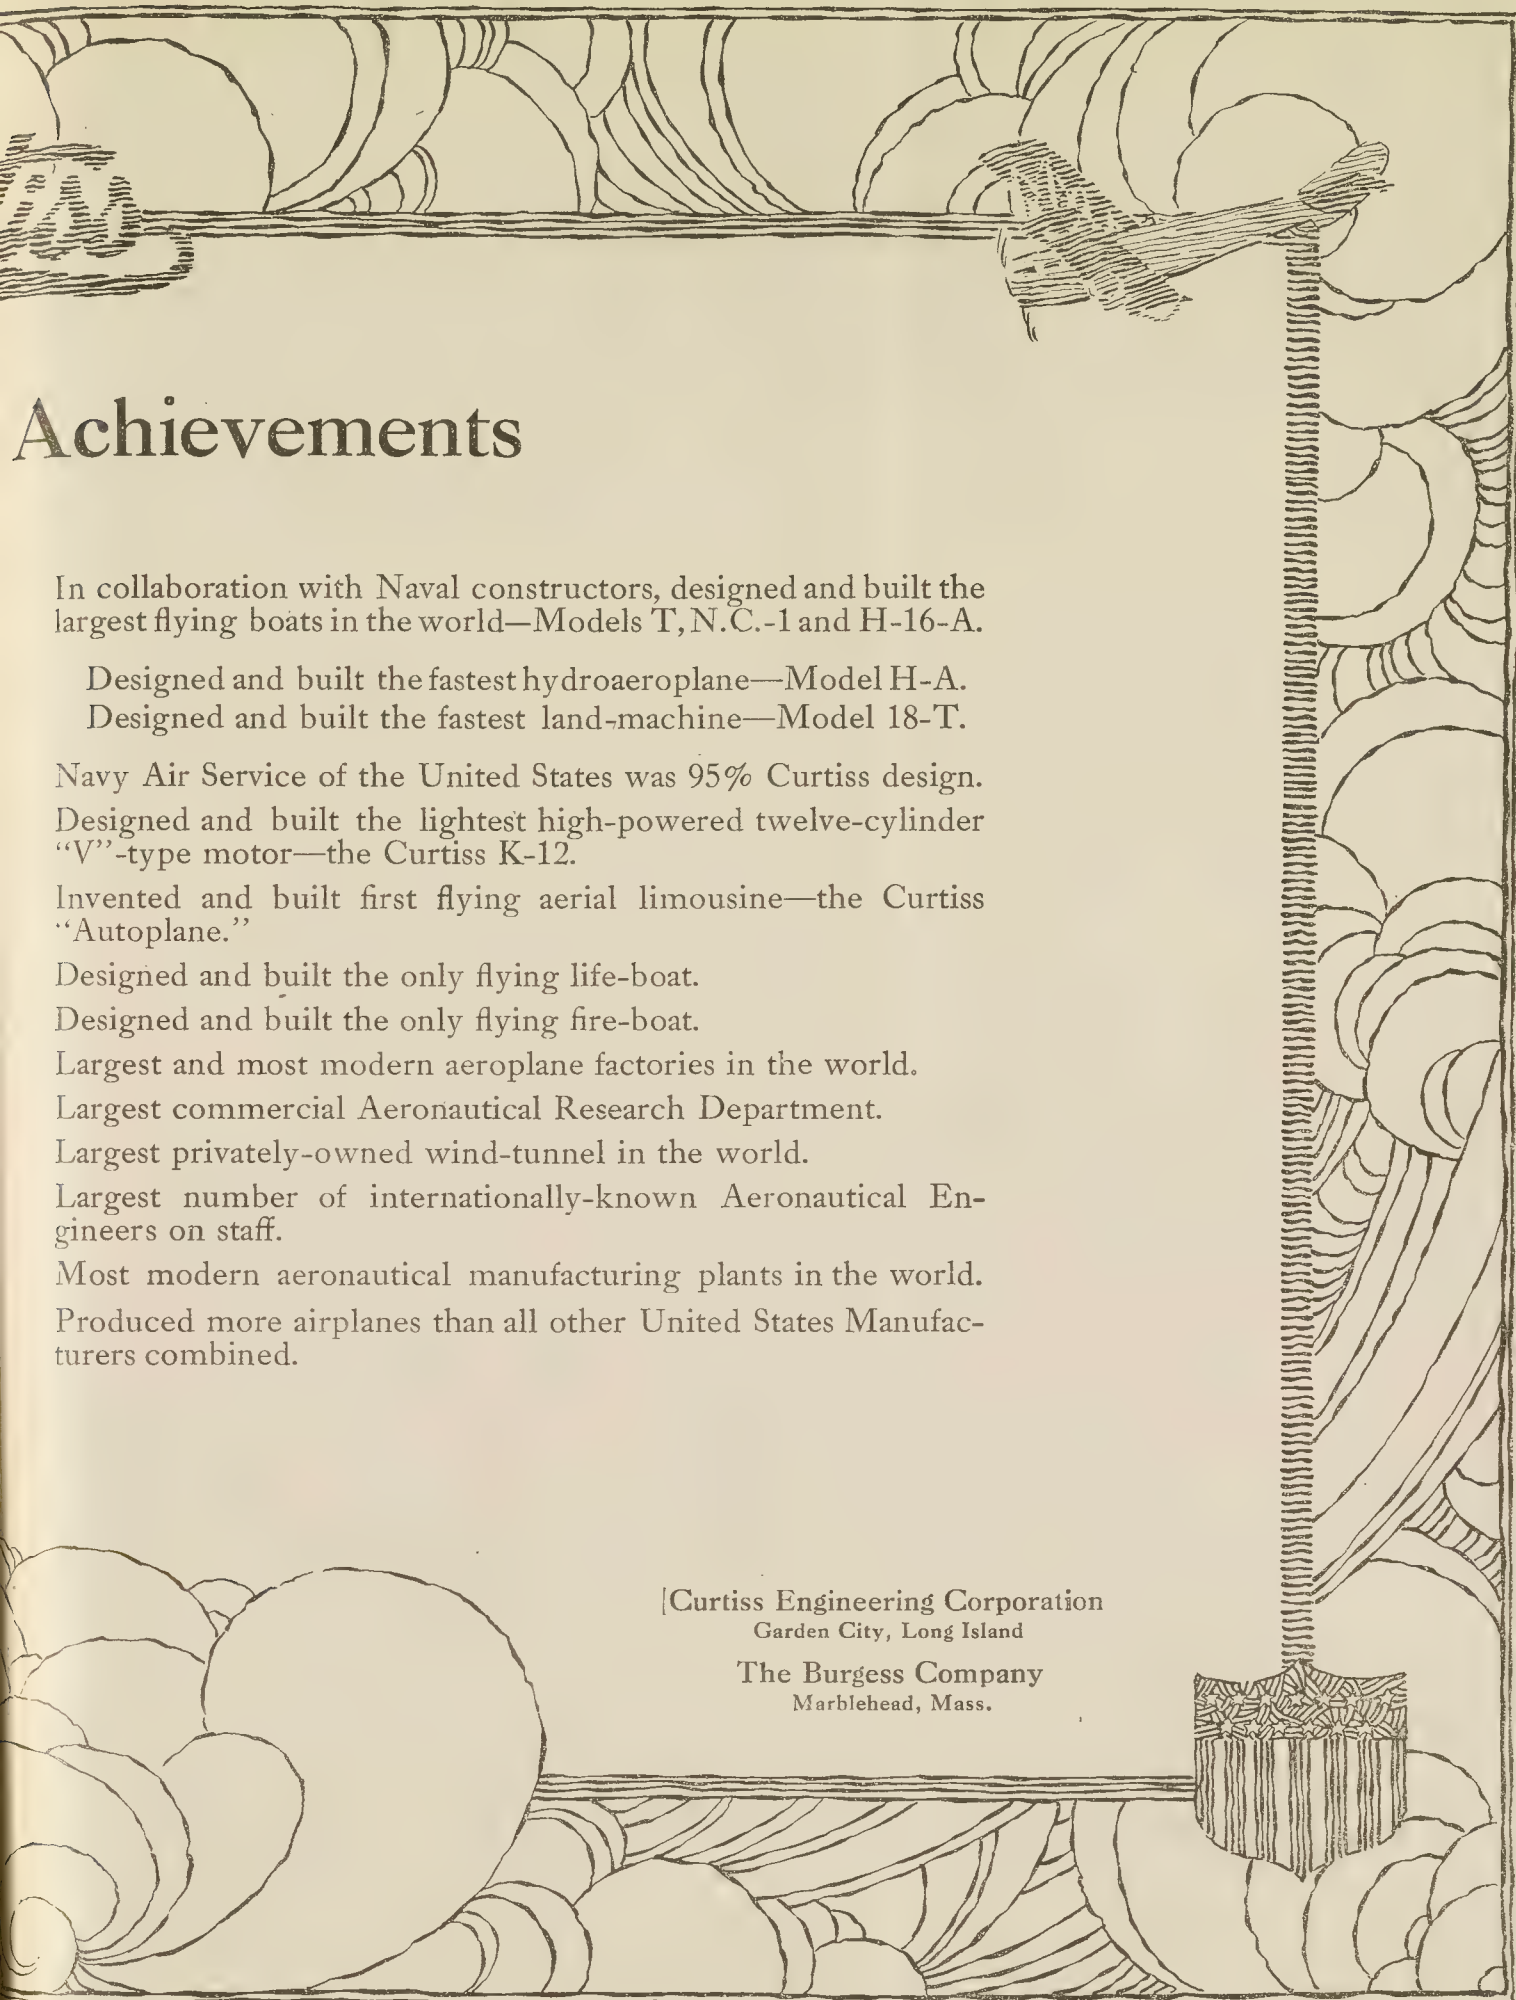 Achievements
In collaboration with Naval constructors, designed and built the
largest flying boats in the world—Models T, N.C.-1 and H-16-A.
Designed and built the fastest hydroaeroplane—Model H-A.
Designed and built the fastest land-machine—Model 18-T.
Navy Air Service of the United States was 95% Curtiss design.
Designed and built the lightest high-powered twelve-cylinder
“V”-type motor—the Curtiss K-12.
Invented and built first flying aerial limousine—the Curtiss
“Autoplane.”
Designed and built the only flying life-boat.
Designed and built the only flying fire-boat.
Largest and most modern aeroplane factories in the world.
Largest commercial Aeronautical Research Department.
Largest privately-owned wind-tunnel in the world.
Largest number of internationally-known Aeronautical En-
gineers on staff.
Most modern aeronautical manufacturing plants in the world.
Produced more airplanes than all other United States Manufac-
turers combined.
Curtiss Engineering Corporation
Garden City, Long Island
The Burgess Company
Marblehead, Mass.